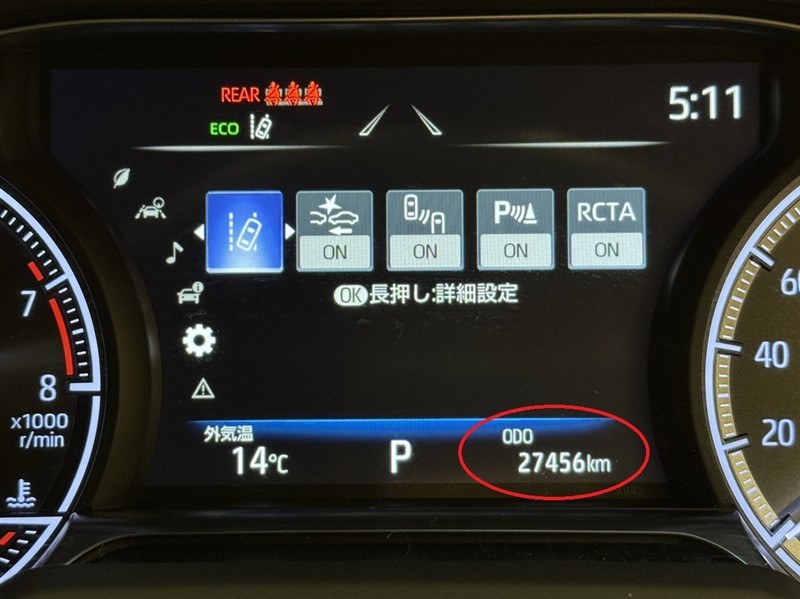 REAR
5:11
ECO
RCTA
P
ON
ON
ON
ON
OK長押し:詳細設定
7
8
x1000
r/min
60
40
20
外気温
14℃
P
ODO
27456km